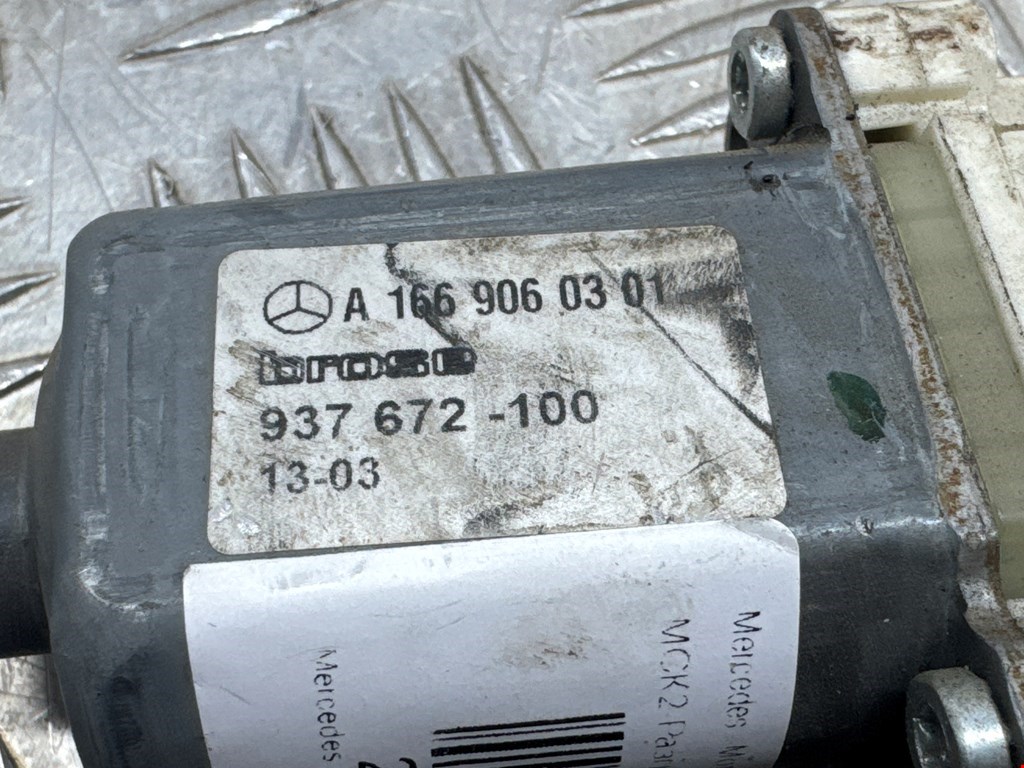 A 166 906 03 01
brose
937 672 -100
13-03
Mercedes
MCK2
Mercedes